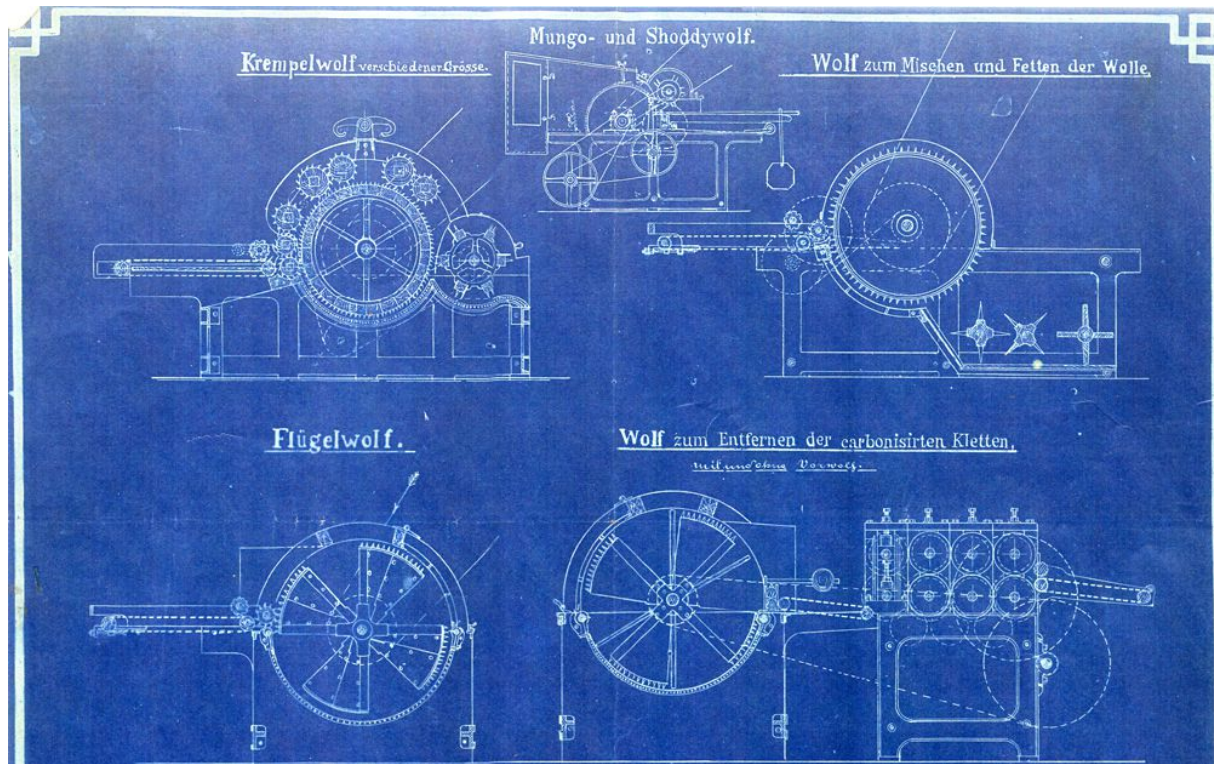 Mungo- und Shoddywolf.
Krempelwolf verschiedener Grösse.
Wolf zum Mischen und Fetten der Wolle,
Flügelwolf.
Wolf zum Entfernen der carbonisirten Kletten,
mit und ohne Vorwolf.